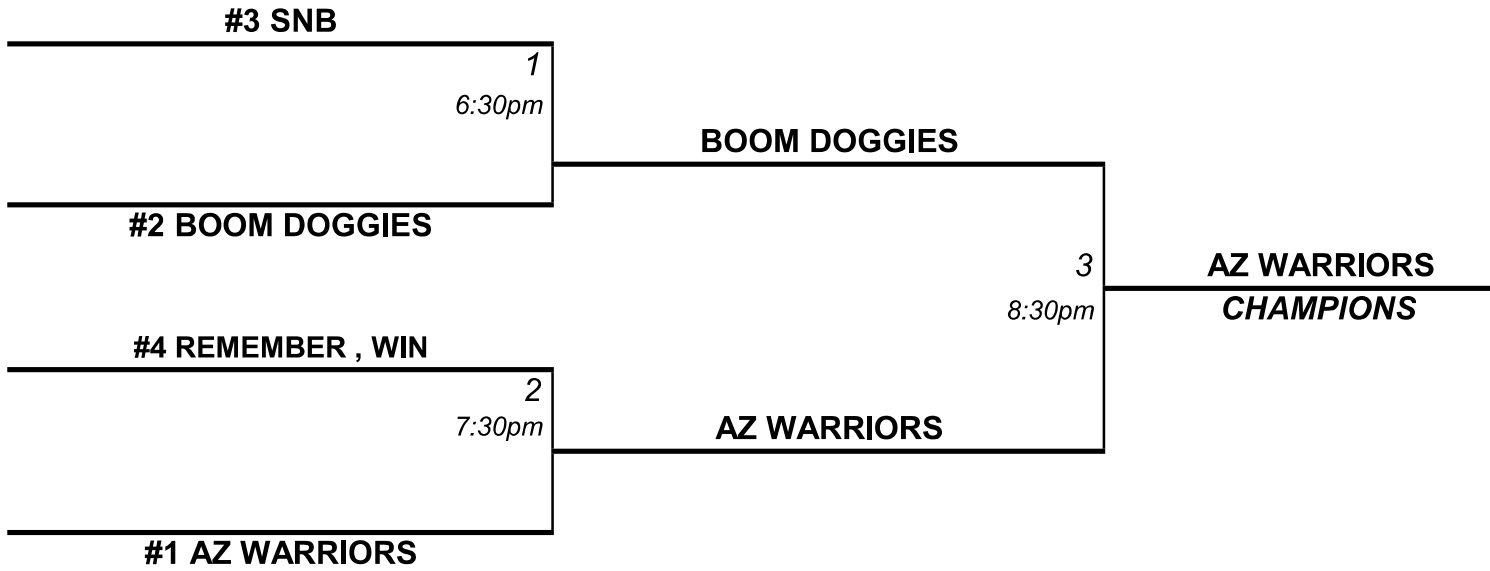 #3 SNB
1
6:30pm
BOOM DOGGIES
#2 BOOM DOGGIES
3
8:30pm
AZ WARRIORS
CHAMPIONS
#4 REMEMBER , WIN
2
7:30pm
AZ WARRIORS
#1 AZ WARRIORS